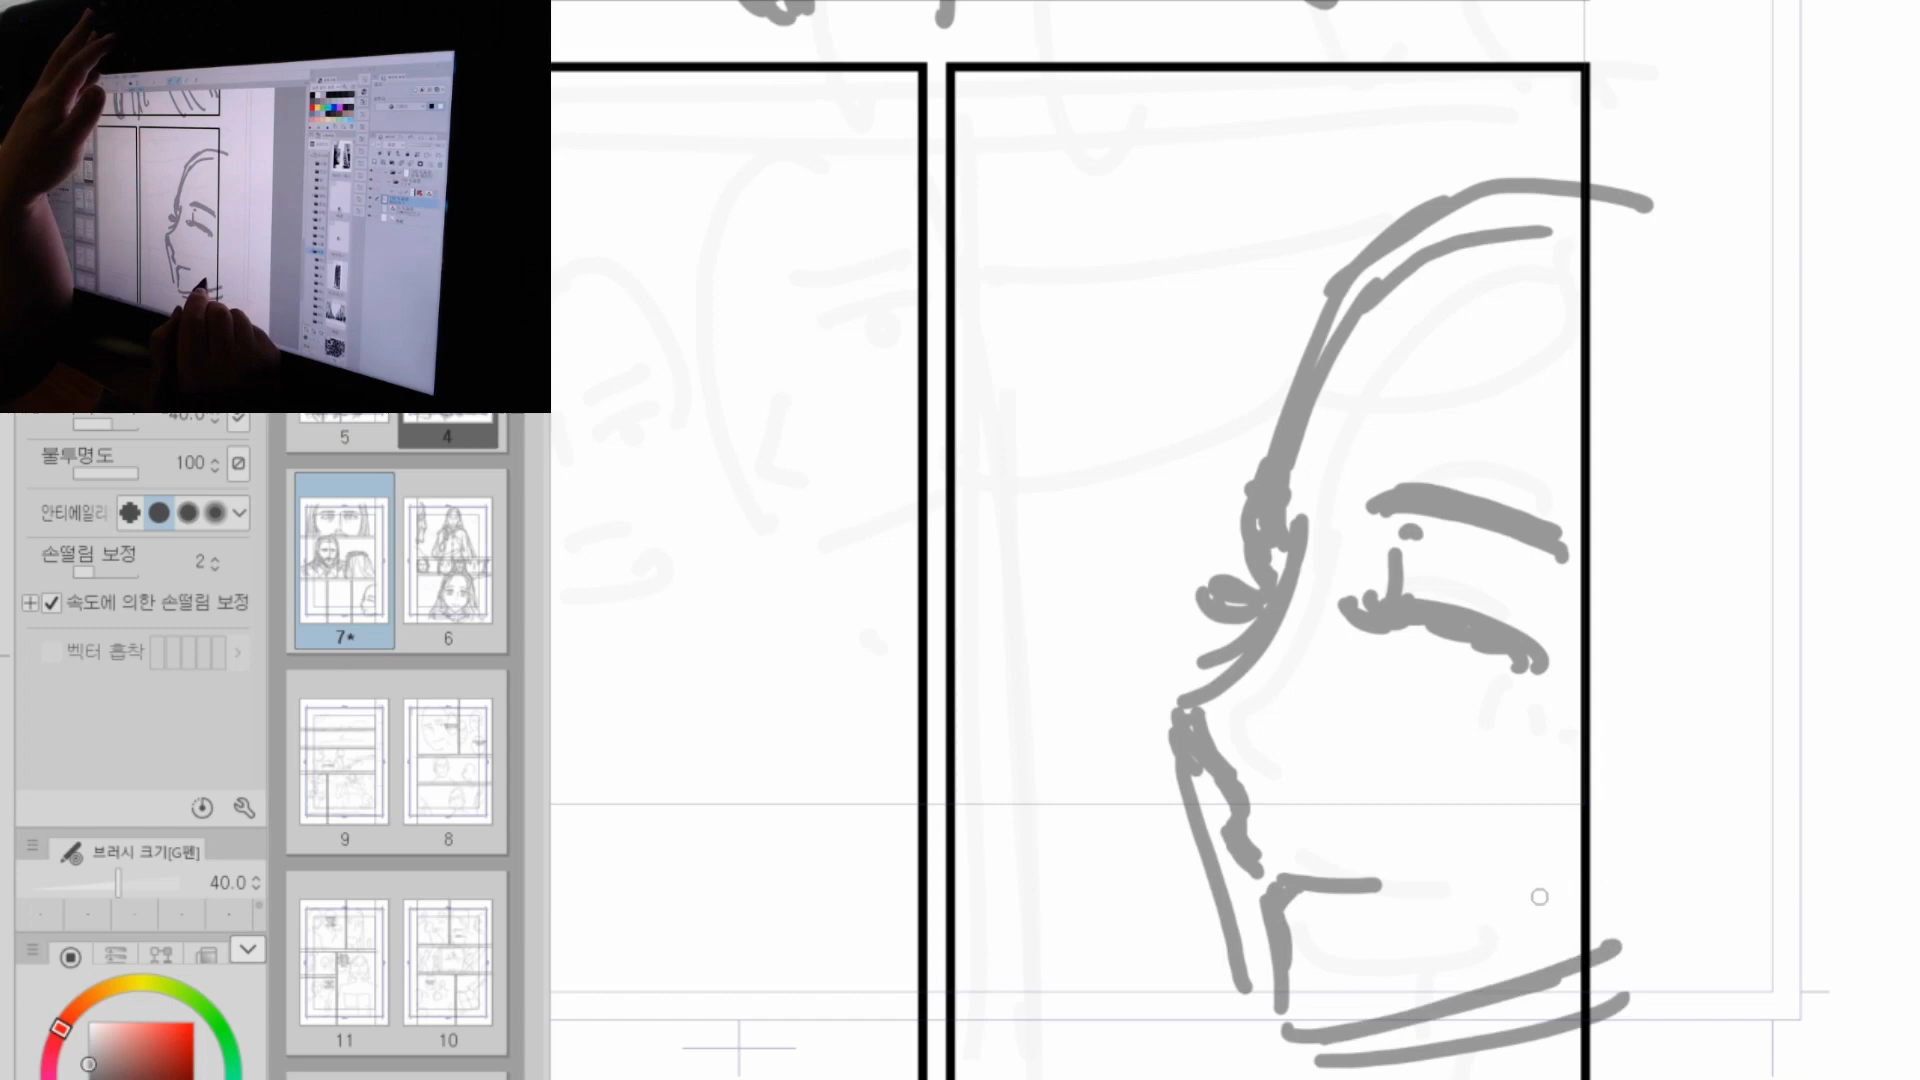 40.0
5
4
불투명도
100
안티에일리
손떨림 보정
2
속도에 의한 손떨림 보정
벡터 흡착
7*
6
9
8
브러시 크기[G펜]
40.0
11
10